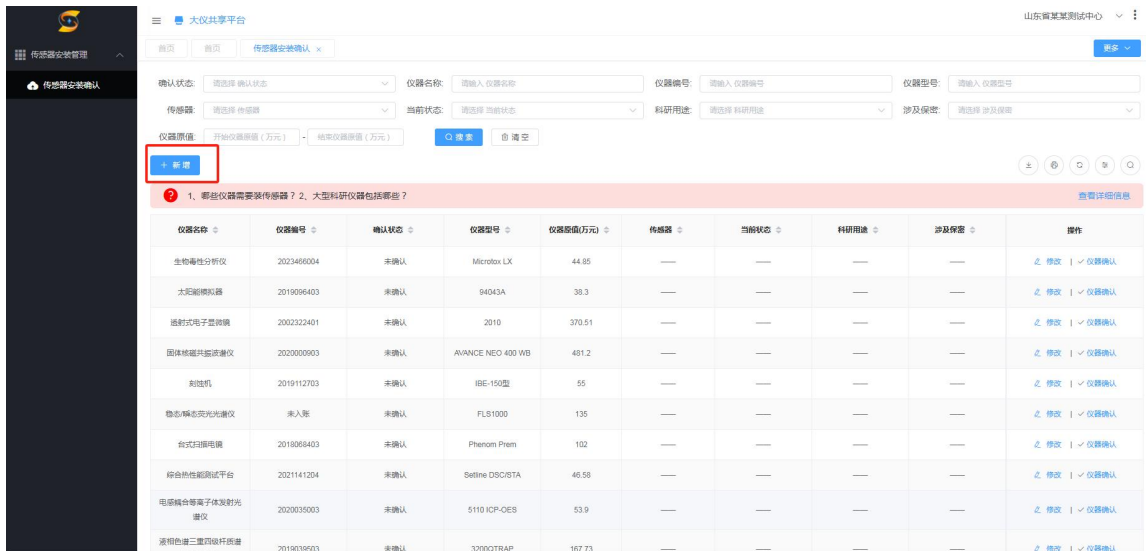 大仪共享平台
山东省某某测试中心
传感器安装管理
传感器安装确认
首页 首页 传感器安装确认 ×
更多
确认状态: 请选择 确认状态 仪器名称: 请输入 仪器名称 仪器编号: 请输入 仪器编号 仪器型号: 请输入 仪器型号
传感器: 请选择 传感器 当前状态: 请选择 当前状态 科研用途: 请选择 科研用途 涉及保密: 请选择 涉及保密
仪器原值: 开始仪器原值(万元) - 结束仪器原值(万元) 搜 索 清 空
+ 新 增
? 1、哪些仪器需要装传感器?2、大型科研仪器包括哪些? 查看详细信息
仪器名称 仪器编号 确认状态 仪器型号 仪器原值(万元) 传感器 当前状态 科研用途 涉及保密 操作
生物毒性分析仪 2023466004 未确认 Microtox LX 44.85 —— —— —— —— 修改 | 仪器确认
太阳能模拟器 2019096403 未确认 94043A 38.3 —— —— —— —— 修改 | 仪器确认
透射式电子显微镜 2002322401 未确认 2010 370.51 —— —— —— —— 修改 | 仪器确认
固体核磁共振波谱仪 2020000903 未确认 AVANCE NEO 400 WB 481.2 —— —— —— —— 修改 | 仪器确认
刻蚀机 2019112703 未确认 IBE-150型 55 —— —— —— —— 修改 | 仪器确认
稳态/瞬态荧光光谱仪 未入账 未确认 FLS1000 135 —— —— —— —— 修改 | 仪器确认
台式扫描电镜 2018068403 未确认 Phenom Prem 102 —— —— —— —— 修改 | 仪器确认
综合热性能测试平台 2021141204 未确认 Setline DSC/STA 46.58 —— —— —— —— 修改 | 仪器确认
电感耦合等离子体发射光
谱仪 2020035003 未确认 5110 ICP-OES 53.9 —— —— —— —— 修改 | 仪器确认
液相色谱三重四级杆质谱
2019039503 未确认 3200QTRAP 167.73 —— —— —— —— 修改 | 仪器确认